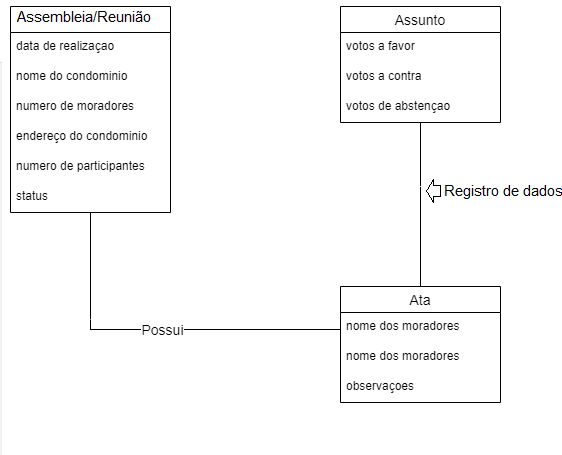 Assembleia/Reunião
data de realizaçao
nome do condominio
numero de moradores
endereço do condominio
numero de participantes
status
Assunto
votos a favor
votos a contra
votos de abstençao
Registro de dados
Possui
Ata
nome dos moradores
nome dos moradores
observaçoes